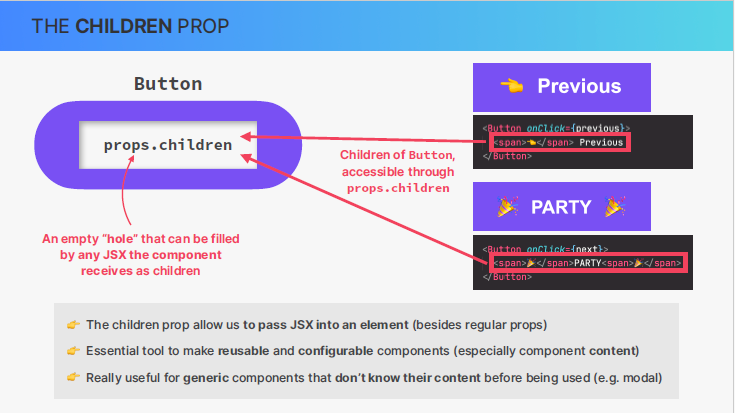 THE CHILDREN PROP
Button
props.children
An empty “hole” that can be filled
by any JSX the component
receives as children
Children of Button,
accessible through
props.children
👈 Previous
<Button onClick={previous}>
<span>👈</span> Previous
</Button>
🎉 PARTY 🎉
<Button onClick={next}>
<span>🎉</span>PARTY<span>🎉</span>
</Button>
👉 The children prop allow us to pass JSX into an element (besides regular props)
👉 Essential tool to make reusable and configurable components (especially component content)
👉 Really useful for generic components that don’t know their content before being used (e.g. modal)